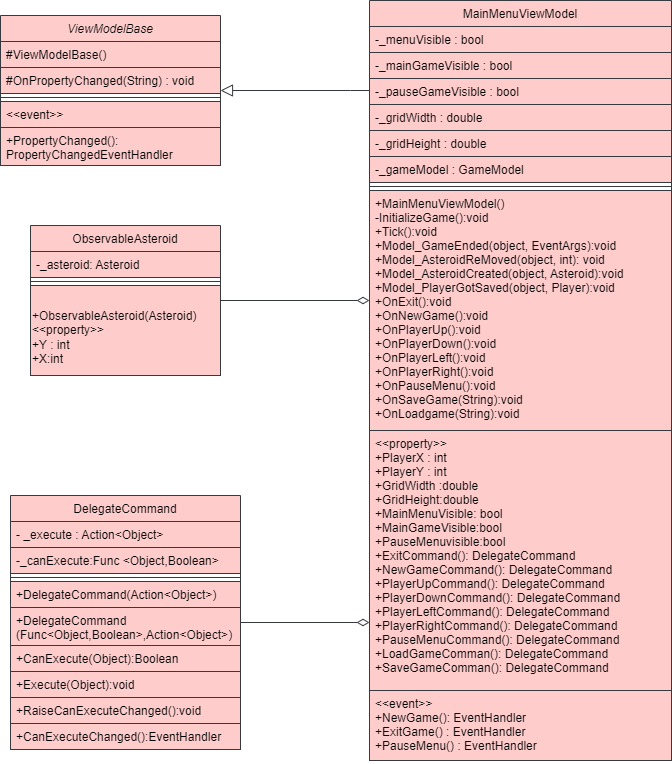 ViewModelBase
#ViewModelBase()
#OnPropertyChanged(String) : void
<<event>>
+PropertyChanged():
PropertyChangedEventHandler
MainMenuViewModel
-_menuVisible : bool
-_mainGameVisible : bool
-_pauseGameVisible : bool
-_gridWidth : double
-_gridHeight : double
-_gameModel : GameModel
+MainMenuViewModel()
-InitializeGame():void
+Tick():void
+Model_GameEnded(object, EventArgs):void
+Model_AsteroidReMoved(object, int): void
+Model_AsteroidCreated(object, Asteroid): void
+Model_PlayerGotSaved(object, Player):void
+OnExit():void
+OnNewGame():void
+OnPlayerUp():void
+OnPlayerDown():void
+OnPlayerLeft():void
+OnPlayerRight():void
+OnPauseMenu():void
+OnSaveGame(String):void
+OnLoadgame(String):void
<<property>>
+PlayerX : int
+PlayerY : int
+GridWidth :double
+GridHeight:double
+MainMenuVisible: bool
+MainGameVisible:bool
+PauseMenuvisible:bool
+ExitCommand(): DelegateCommand
+NewGameCommand(): DelegateCommand
+PlayerUpCommand(): DelegateCommand
+PlayerDownCommand(): DelegateCommand
+PlayerLeftCommand(): DelegateCommand
+PlayerRightCommand(): DelegateCommand
+PauseMenuCommand(): DelegateCommand
+LoadGameComman(): DelegateCommand
+SaveGameComman(): DelegateCommand
<<event>>
+NewGame(): EventHandler
+ExitGame() : EventHandler
+PauseMenu() : EventHandler
ObservableAsteroid
-_asteroid: Asteroid
+ObservableAsteroid(Asteroid)
<<property>>
+Y : int
+X:int
DelegateCommand
- _execute : Action<Object>
-_canExecute:Func <Object,Boolean>
+DelegateCommand(Action<Object>)
+DelegateCommand
(Func<Object,Boolean>,Action<Object>)
+CanExecute(Object):Boolean
+Execute(Object):void
+RaiseCanExecuteChanged():void
+CanExecuteChanged():EventHandler